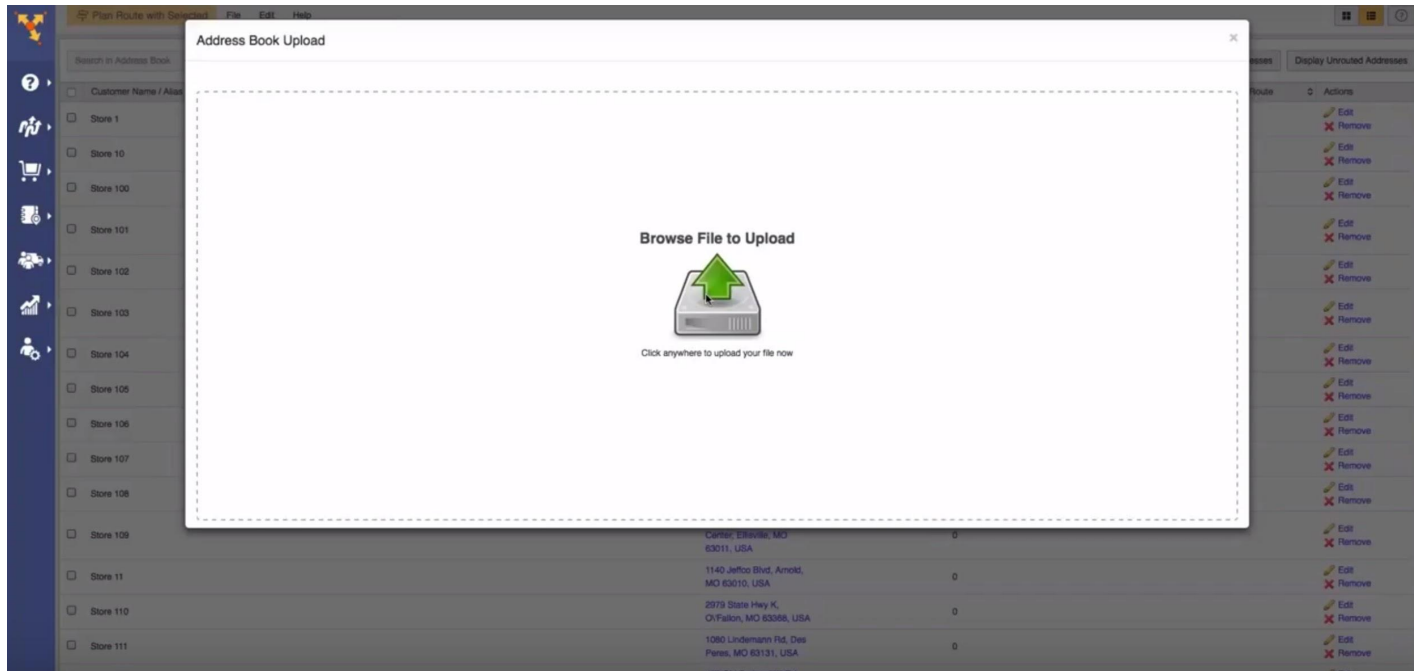 Plan Route with Selected File Edit Help
Address Book Upload
Search in Address Book
esses
Display Unrouted Addresses
Customer Name / Alias
Route
Actions
Browse File to Upload
Click anywhere to upload your file now
Store 1
Edit
Remove
Store 10
Edit
Remove
Store 100
Edit
Remove
Store 101
Edit
Remove
Store 102
Edit
Remove
Store 103
Edit
Remove
Store 104
Edit
Remove
Store 105
Edit
Remove
Store 106
Edit
Remove
Store 107
Edit
Remove
Store 108
Edit
Remove
Store 109
Center, Ellisville, MO
63011, USA
0
Edit
Remove
Store 11
1140 Jeffco Blvd, Arnold,
MO 63010, USA
0
Edit
Remove
Store 110
2979 State Hwy K,
O\'Fallon, MO 63368, USA
0
Edit
Remove
Store 111
1080 Lindemann Rd, Des
Peres, MO 63131, USA
0
Edit
Remove